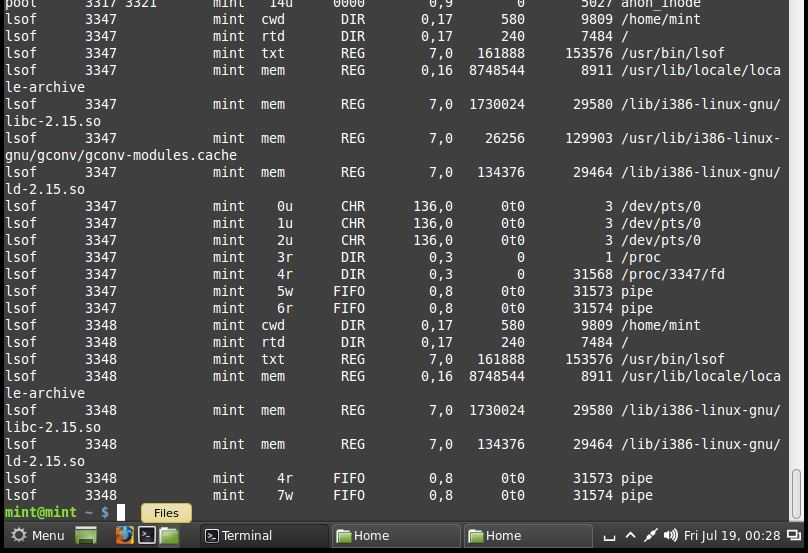 pool 3317 3321 mint 14u 0000 0,9 0 5027 anon_inode
lsof 3347 mint cwd DIR 0,17 580 9809 /home/mint
lsof 3347 mint rtd DIR 0,17 240 7484 /
lsof 3347 mint txt REG 7,0 161888 153576 /usr/bin/lsof
lsof 3347 mint mem REG 0,16 8748544 8911 /usr/lib/locale/loca
le-archive
lsof 3347 mint mem REG 7,0 1730024 29580 /lib/i386-linux-gnu/
libc-2.15.so
lsof 3347 mint mem REG 7,0 26256 129903 /usr/lib/i386-linux-
gnu/gconv/gconv-modules.cache
lsof 3347 mint mem REG 7,0 134376 29464 /lib/i386-linux-gnu/
ld-2.15.so
lsof 3347 mint 0u CHR 136,0 0t0 3 /dev/pts/0
lsof 3347 mint 1u CHR 136,0 0t0 3 /dev/pts/0
lsof 3347 mint 2u CHR 136,0 0t0 3 /dev/pts/0
lsof 3347 mint 3r DIR 0,3 0 1 /proc
lsof 3347 mint 4r DIR 0,3 0 31568 /proc/3347/fd
lsof 3347 mint 5w FIFO 0,8 0t0 31573 pipe
lsof 3347 mint 6r FIFO 0,8 0t0 31574 pipe
lsof 3348 mint cwd DIR 0,17 580 9809 /home/mint
lsof 3348 mint rtd DIR 0,17 240 7484 /
lsof 3348 mint txt REG 7,0 161888 153576 /usr/bin/lsof
lsof 3348 mint mem REG 0,16 8748544 8911 /usr/lib/locale/loca
le-archive
lsof 3348 mint mem REG 7,0 1730024 29580 /lib/i386-linux-gnu/
libc-2.15.so
lsof 3348 mint mem REG 7,0 134376 29464 /lib/i386-linux-gnu/
ld-2.15.so
lsof 3348 mint 4r FIFO 0,8 0t0 31573 pipe
lsof 3348 mint 7w FIFO 0,8 0t0 31574 pipe
mint@mint ~ $
Files
Menu Terminal Home Home Fri Jul 19, 00:28